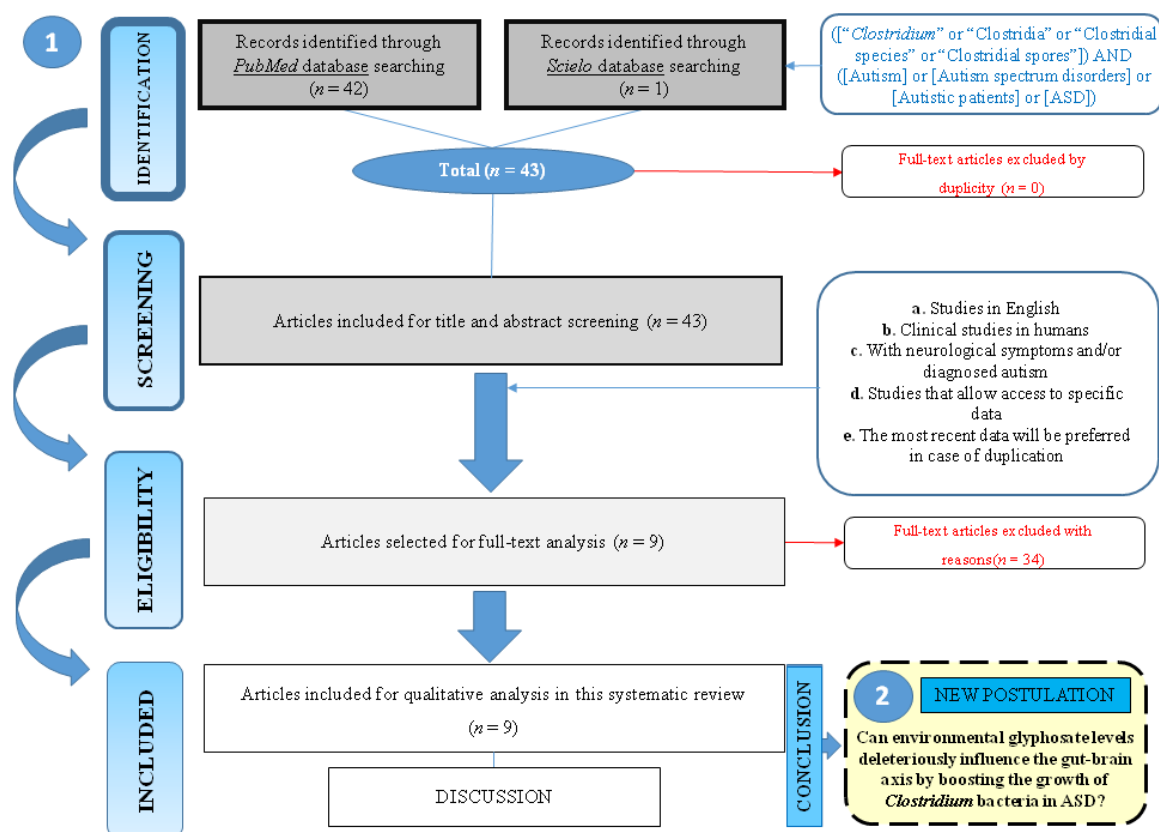 1
IDENTIFICATION
Records identified through
PubMed database searching
(n = 42)
Records identified through
Scielo database searching
(n = 1)
([“Clostridium” or “Clostridia” or “Clostridial
species” or “Clostridial spores”]) AND
([Autism] or [Autism spectrum disorders] or
[Autistic patients] or [ASD])
Total (n = 43)
Full-text articles excluded by
duplicity (n = 0)
SCREENING
Articles included for title and abstract screening (n = 43)
a. Studies in English
b. Clinical studies in humans
c. With neurological symptoms and/or
diagnosed autism
d. Studies that allow access to specific
data
e. The most recent data will be preferred
in case of duplication
ELIGIBILITY
Articles selected for full-text analysis (n = 9)
Full-text articles excluded with
reasons(n = 34)
INCLUDED
Articles included for qualitative analysis in this systematic review
(n = 9)
DISCUSSION
CONCLUSION
2
NEW POSTULATION
Can environmental glyphosate levels
deleteriously influence the gut-brain
axis by boosting the growth of
Clostridium bacteria in ASD?